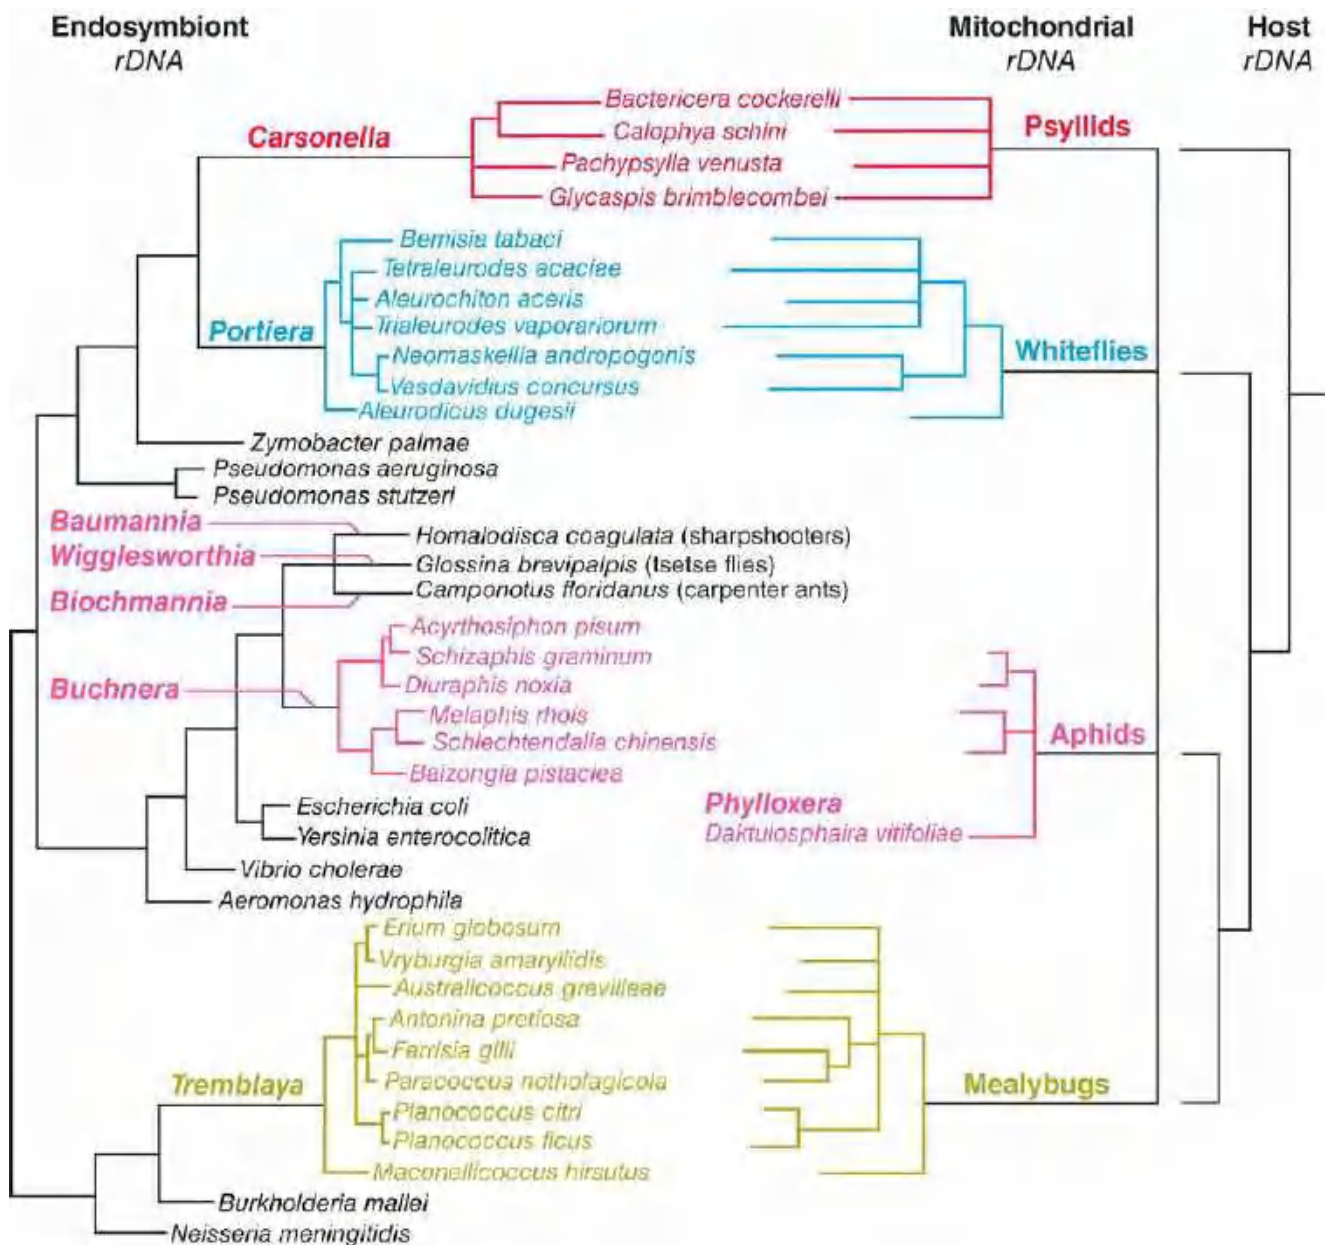 Endosymbiont
rDNA
Mitochondrial
rDNA
Host
rDNA
Bactericera cockerelli
Carsonella
Calophya schini
Psyllids
Pachypsylla venusta
Glycaspis brimblecombei
Bemisia tabaci
Tetraleurodes acaciae
Aleurochiton aceris
Portiera
Trialeurodes vaporariorum
Neomaskellia andropogonis
Whiteflies
Vasdavidius concursus
Aleurodicus dugesii
Zymobacter palmae
Pseudomonas aeruginosa
Pseudomonas stutzeri
Baumannia
Homalodisca coagulata (sharpshooters)
Wigglesworthia
Glossina brevipalpis (tsetse flies)
Biochmannia
Camponotus floridanus (carpenter ants)
Acyrthosiphon pisum
Schizaphis graminum
Buchnera
Diuraphis noxia
Melaphis rhois
Schlechtendalia chinensis
Aphids
Baizongia pistaciea
Escherichia coli
Phylloxera
Yersinia enterocolitica
Daktulosphaira vitifoliae
Vibrio cholerae
Aeromonas hydrophila
Erium globosum
Vryburgia amaryllidis
Australicoccus grevilleae
Antonina pretiosa
Ferrisia gilli
Tremblaya
Paracoccus nothofagicola
Mealybugs
Planococcus citri
Planococcus ficus
Maconellicoccus hirsutus
Burkholderia mallei
Neisseria meningitidis